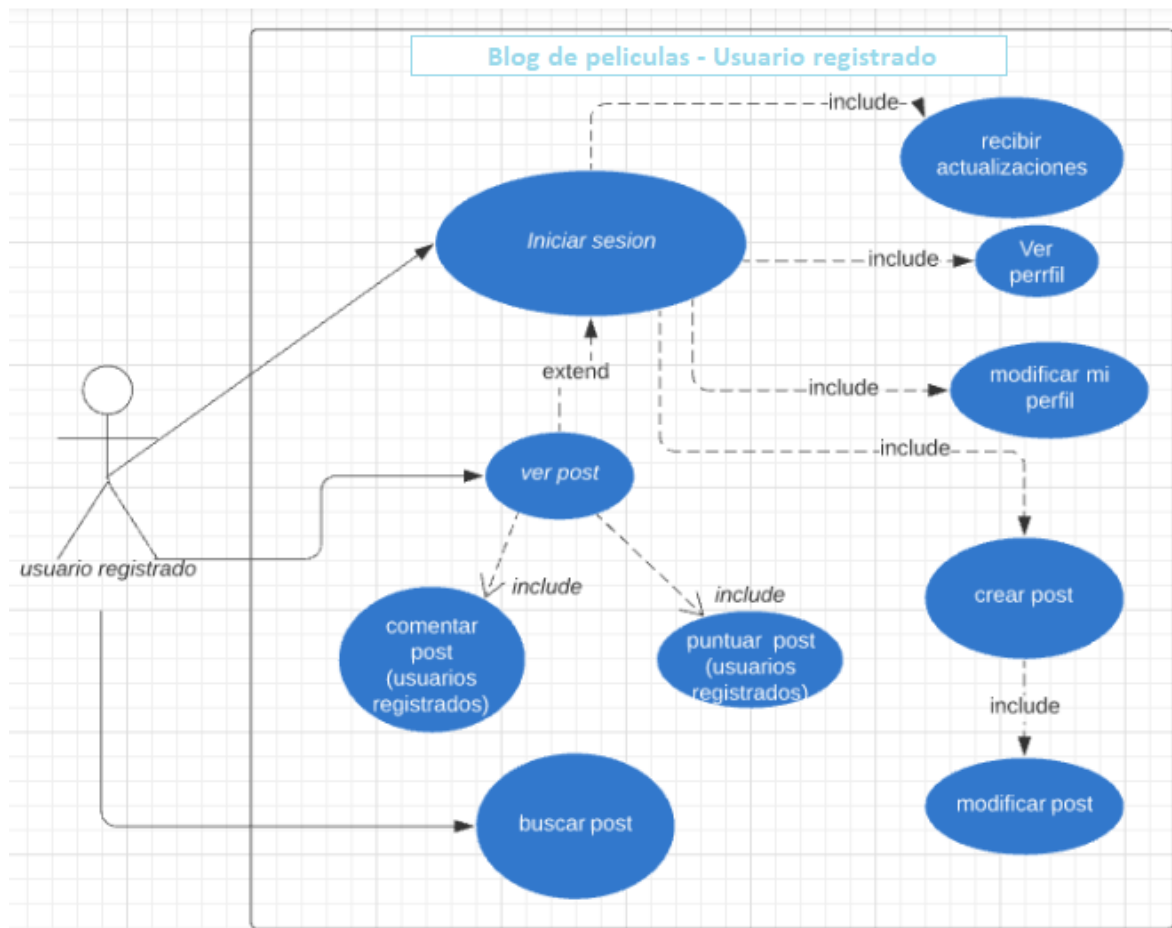 Blog de peliculas - Usuario registrado
include
recibir
actualizaciones
Iniciar sesion
include
Ver
perrfil
extend
include
modificar mi
perfil
include
ver post
usuario registrado
include
include
comentar
post
(usuarios
registrados)
puntuar post
(usuarios
registrados)
crear post
include
buscar post
modificar post